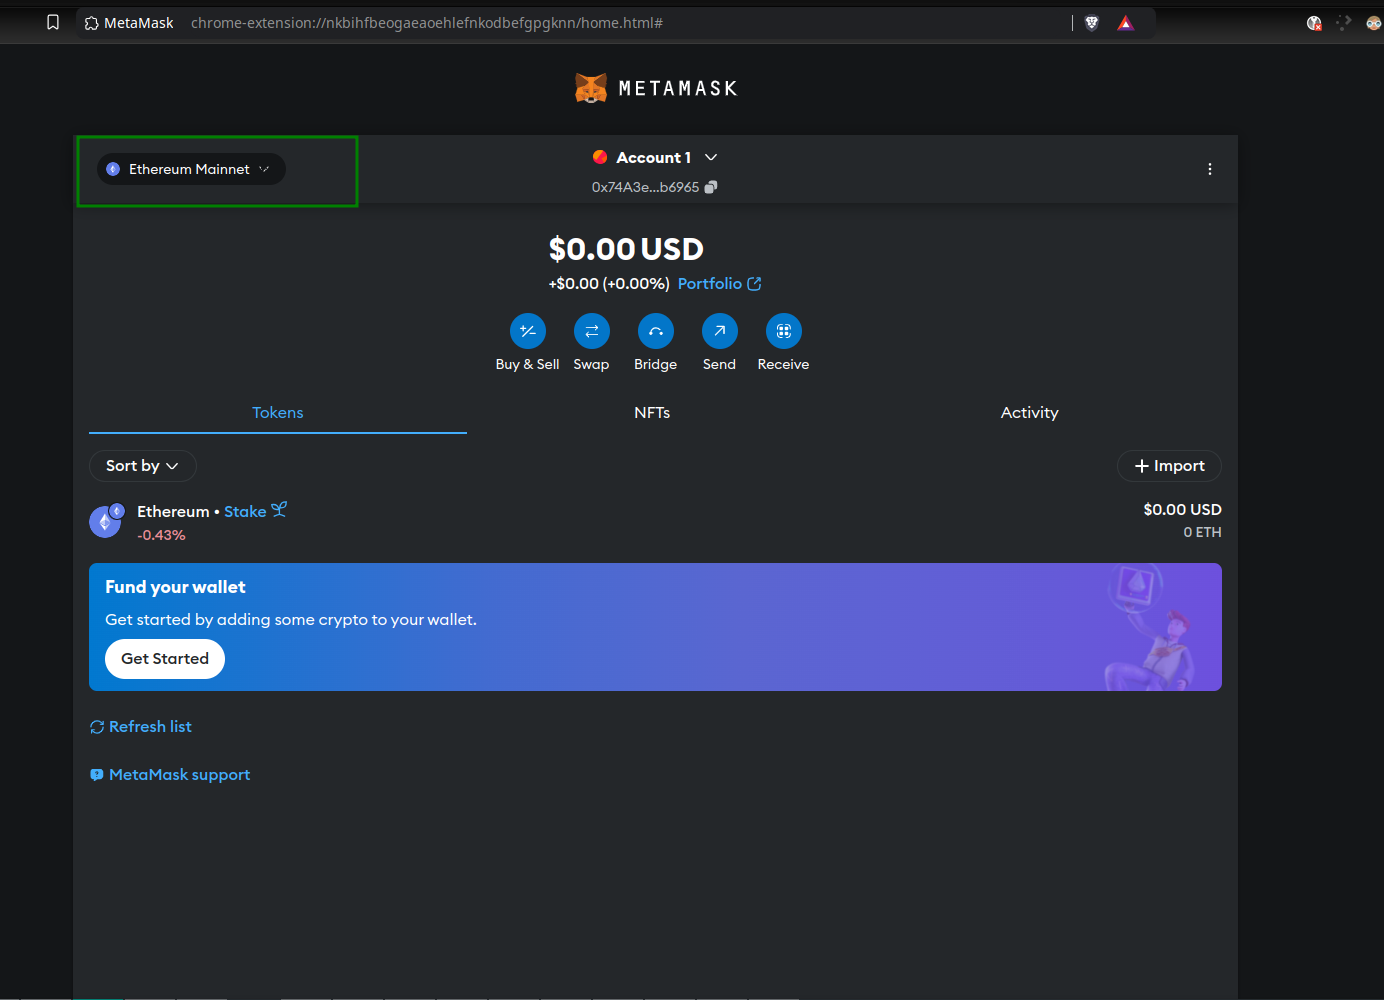 MetaMask chrome-extension://nkbihfbeogaeaoehlefnkodbefgpgknn/home.html#
METAMASK
Ethereum Mainnet
Account 1
0x74A3e...b6965
$0.00 USD
+$0.00 (+0.00%) Portfolio
Buy & Sell Swap Bridge Send Receive
Tokens NFTs Activity
Sort by + Import
Ethereum • Stake $0.00 USD
-0.43% 0 ETH
Fund your wallet
Get started by adding some crypto to your wallet.
Get Started
Refresh list
MetaMask support